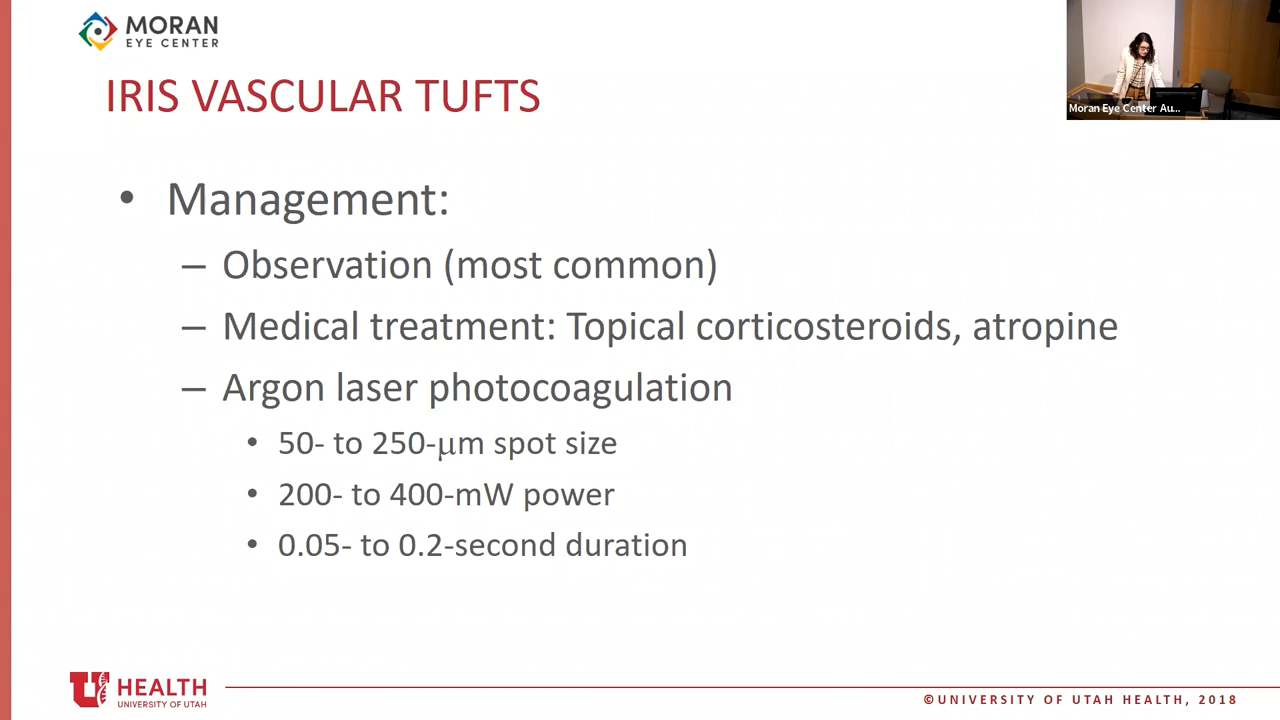 MORAN
EYE CENTER
Moran Eye Center Au...
IRIS VASCULAR TUFTS
• Management:
– Observation (most common)
– Medical treatment: Topical corticosteroids, atropine
– Argon laser photocoagulation
• 50- to 250-μm spot size
• 200- to 400-mW power
• 0.05- to 0.2-second duration
U HEALTH
UNIVERSITY OF UTAH
©UNIVERSITY OF UTAH HEALTH, 2018